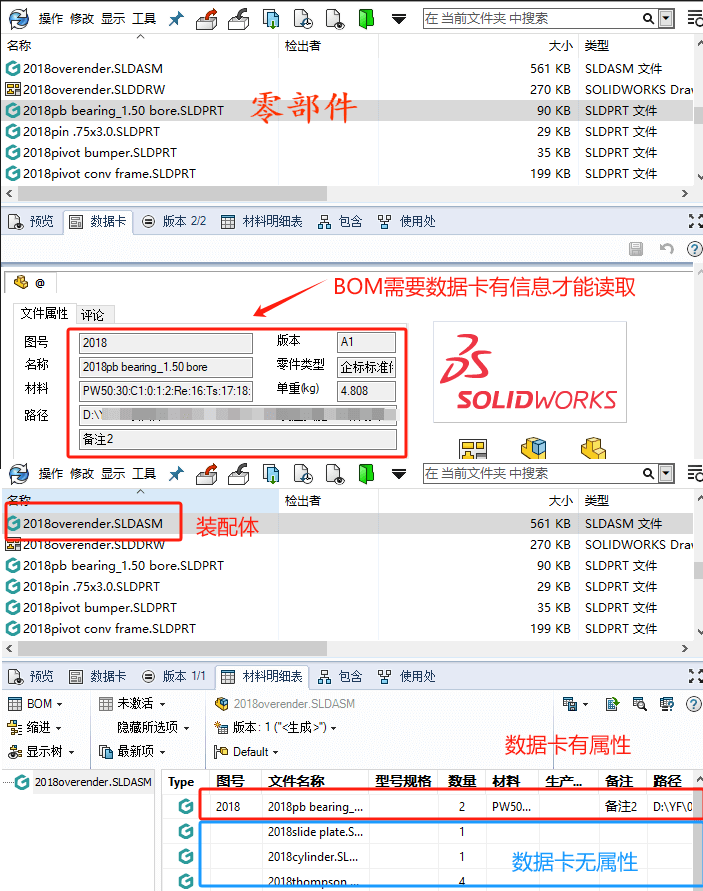 操作 修改 显示 工具 在 当前文件夹 中搜索
名称 检出者 大小 类型
2018overender.SLDASM 561 KB SLDASM 文件
2018overender.SLDDRW 270 KB SOLIDWORKS Draw
2018pb bearing_1.50 bore.SLDPRT 90 KB SLDPRT 文件
零部件
2018pin .75x3.0.SLDPRT 29 KB SLDPRT 文件
2018pivot bumper.SLDPRT 35 KB SLDPRT 文件
2018pivot conv frame.SLDPRT 199 KB SLDPRT 文件
预览 数据卡 版本 2/2 材料明细表 包含 使用处
@
BOM需要数据卡有信息才能读取
文件属性 评论
图号 2018 版本 A1
名称 2018pb bearing_1.50 bore 零件类型 企标标准件
材料 PW50:30:C1:0:1:2:Re:16:Ts:17:18: 单重(kg) 4.808
路径 D:\
备注2
SOLIDWORKS
操作 修改 显示 工具 在 当前文件夹 中搜索
名称 检出者 大小 类型
2018overender.SLDASM 561 KB SLDASM 文件
装配体
2018overender.SLDDRW 270 KB SOLIDWORKS Draw
2018pb bearing_1.50 bore.SLDPRT 90 KB SLDPRT 文件
2018pin .75x3.0.SLDPRT 29 KB SLDPRT 文件
2018pivot bumper.SLDPRT 35 KB SLDPRT 文件
2018pivot conv frame.SLDPRT 199 KB SLDPRT 文件
预览 数据卡 版本 1/1 材料明细表 包含 使用处
BOM 未激活 2018overender.SLDASM
缩进 隐藏所选项 版本: 1 ("<生成>")
显示树 最新项 Default
数据卡有属性
2018overender.SLDASM Type 图号 文件名称 型号规格 数量 材料 生产... 备注 路径
2018 2018pb bearing_... 2 PW50... 备注2 D:\YF\0
2018slide plate.S... 1
2018cylinder.SL... 1
数据卡无属性
2018thompson ... 4